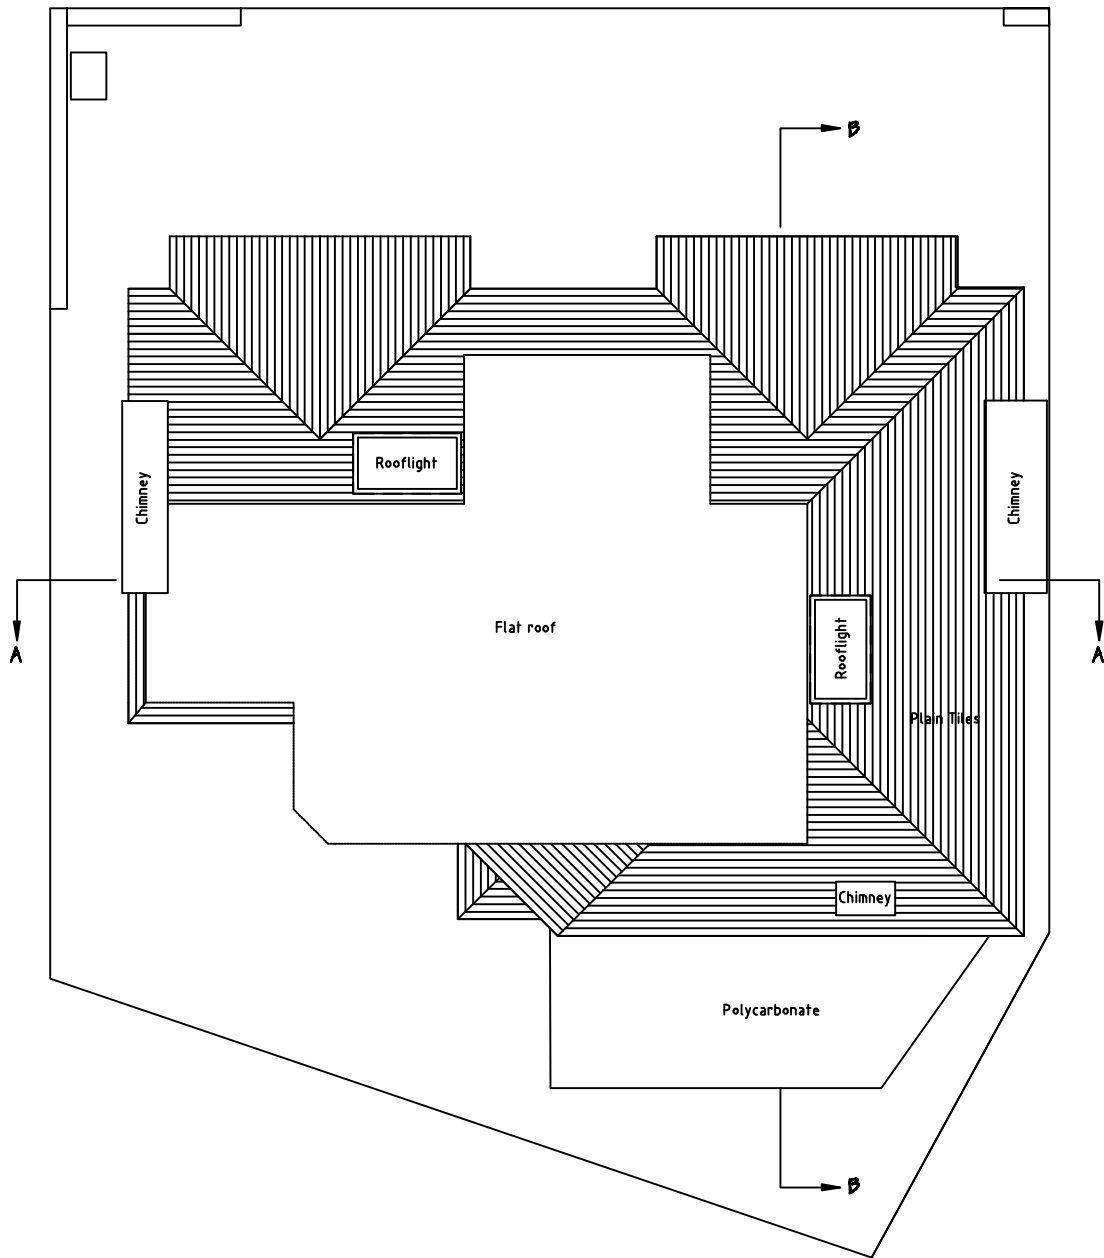 B
Rooflight
Chimney
Chimney
Flat roof
Rooflight
A
A
Plain Tiles
Chimney
Polycarbonate
B